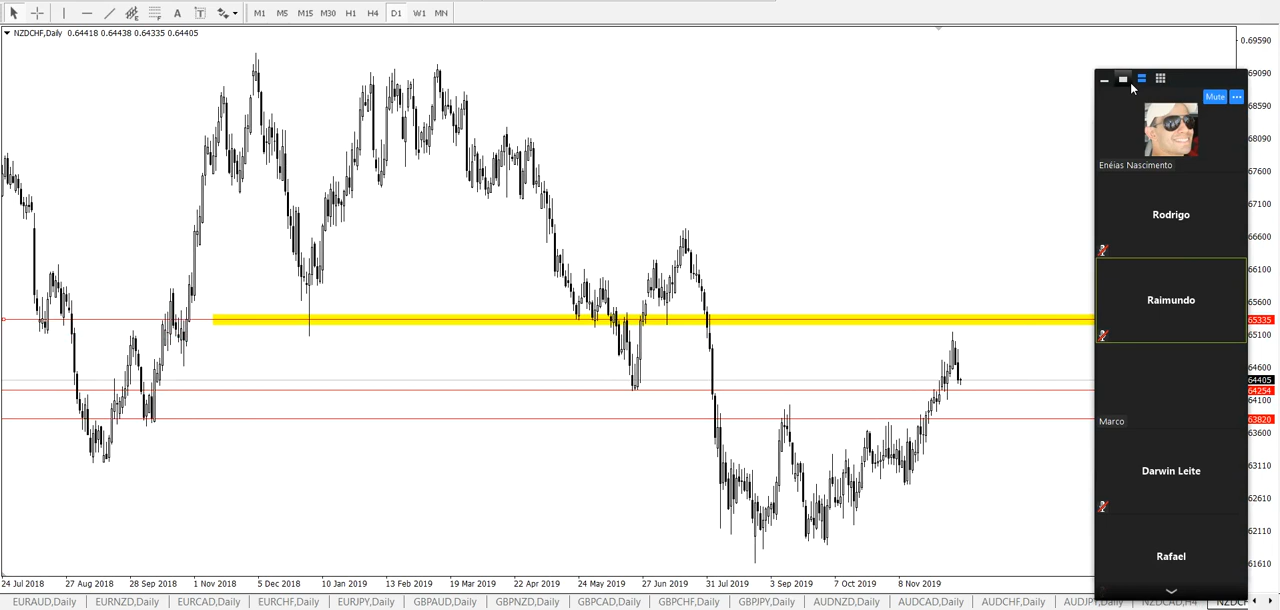 A T
M1 M5 M15 M30 H1 H4 D1 W1 MN
NZDCHF,Daily 0.64418 0.64438 0.64335 0.64405
0.69590
69090
68590
68090
67600
67100
66600
66100
65600
65335
65100
64600
64405
64254
64100
63820
63600
63110
62610
62110
61610
Mute
Enéias Nascimento
Rodrigo
Raimundo
Marco
Darwin Leite
Rafael
24 Jul 2018 27 Aug 2018 28 Sep 2018 1 Nov 2018 5 Dec 2018 10 Jan 2019 13 Feb 2019 19 Mar 2019 22 Apr 2019 24 May 2019 27 Jun 2019 31 Jul 2019 3 Sep 2019 7 Oct 2019 8 Nov 2019
EURAUD,Daily EURNZD,Daily EURCAD,Daily EURCHF,Daily EURJPY,Daily GBPAUD,Daily GBPNZD,Daily GBPCAD,Daily GBPCHF,Daily GBPJPY,Daily AUDNZD,Daily AUDCAD,Daily AUDCHF,Daily AUDJPY,Daily NZDCAD,H4 NZDCF